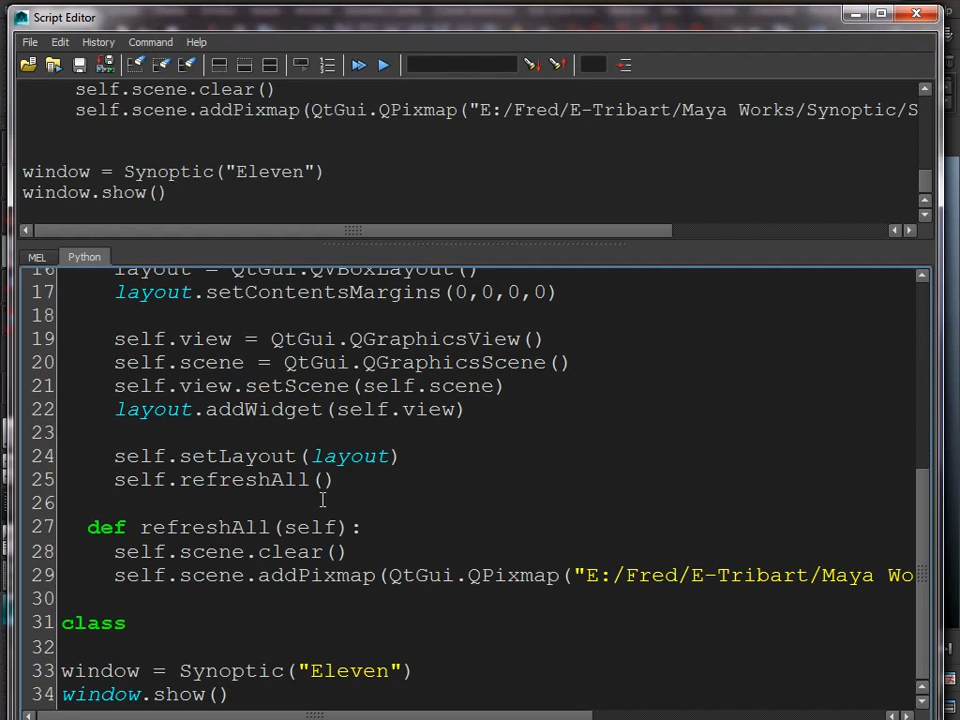 Script Editor
File Edit History Command Help
self.scene.clear()
self.scene.addPixmap(QtGui.QPixmap("E:/Fred/E-Tribart/Maya Works/Synoptic/S
window = Synoptic("Eleven")
window.show()
MEL Python
16 layout = QtGui.QVBoxLayout()
17 layout.setContentsMargins(0,0,0,0)
18
19 self.view = QtGui.QGraphicsView()
20 self.scene = QtGui.QGraphicsScene()
21 self.view.setScene(self.scene)
22 layout.addWidget(self.view)
23
24 self.setLayout(layout)
25 self.refreshAll()
26
27 def refreshAll(self):
28 self.scene.clear()
29 self.scene.addPixmap(QtGui.QPixmap("E:/Fred/E-Tribart/Maya Wo
30
31 class
32
33 window = Synoptic("Eleven")
34 window.show()